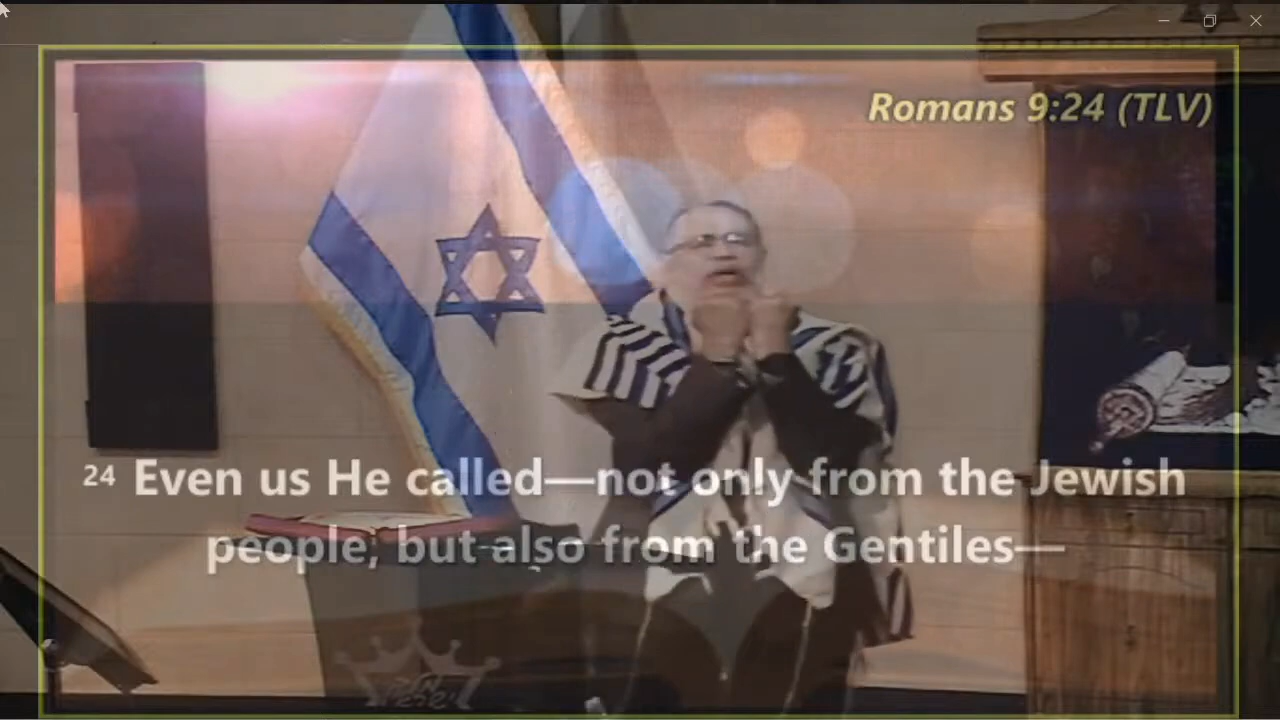 Romans 9:24 (TLV)
24 Even us He called—not only from the Jewish
people, but also from the Gentiles—